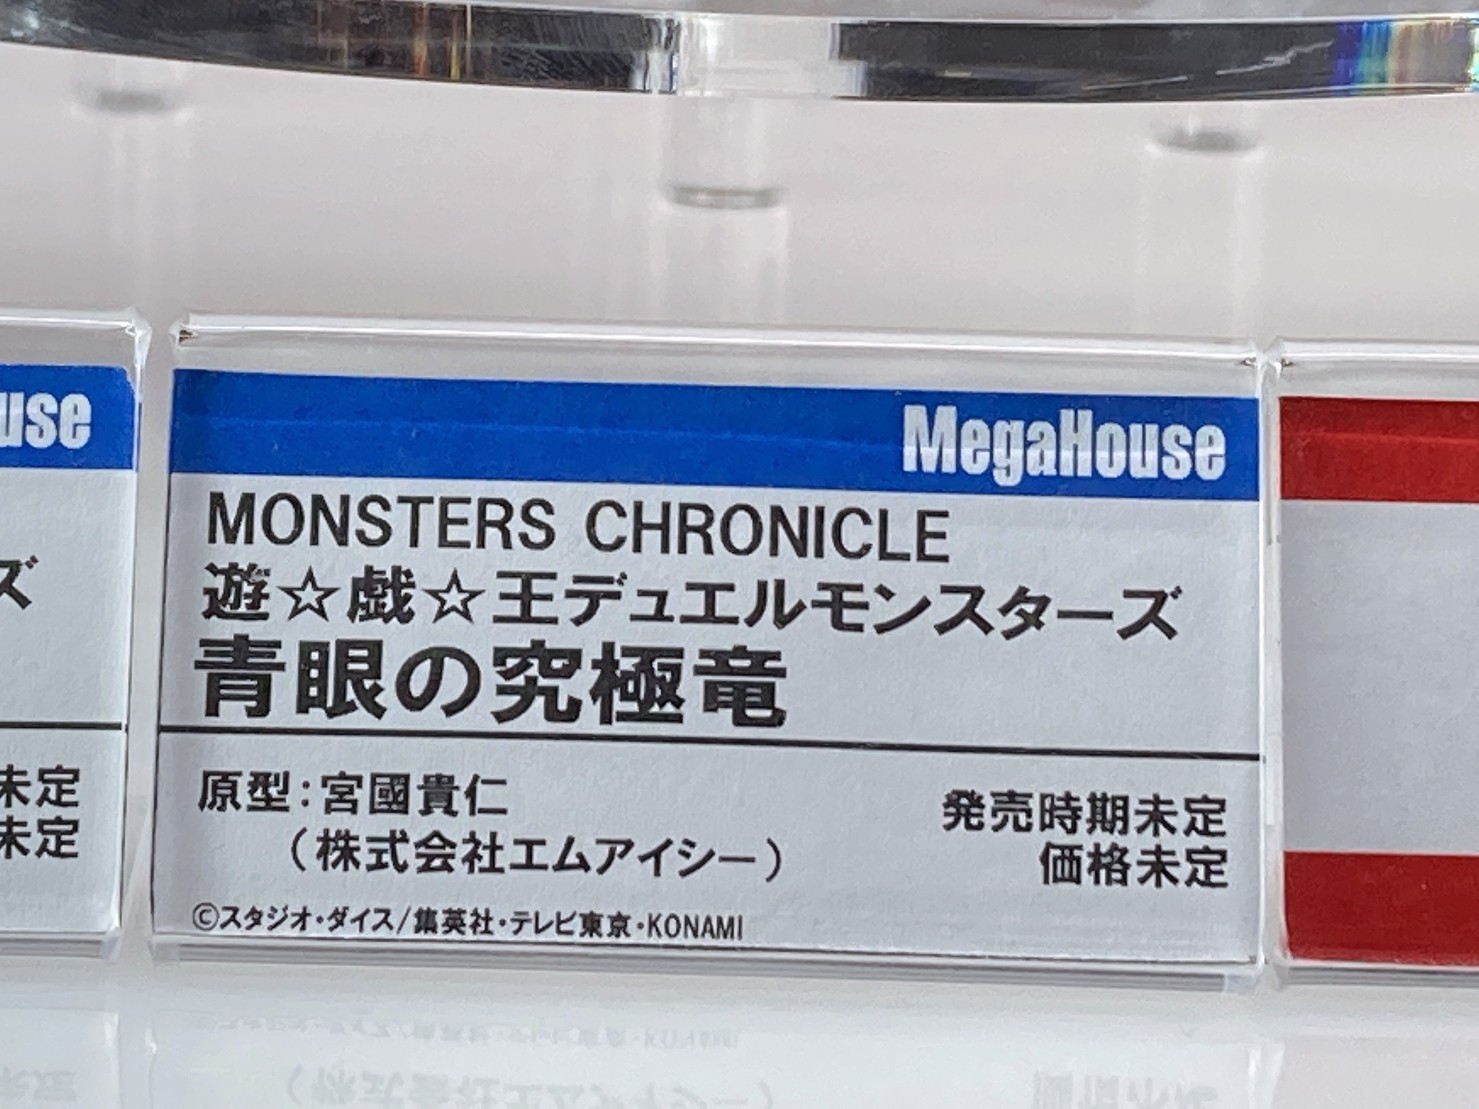 use
ズ
未定
未定
MegaHouse
MONSTERS CHRONICLE
遊☆戯☆王デュエルモンスターズ
青眼の究極竜
原型：宮國貴仁
（株式会社エムアイシー）
発売時期未定
価格未定
©スタジオ・ダイス/集英社・テレビ東京・KONAMI